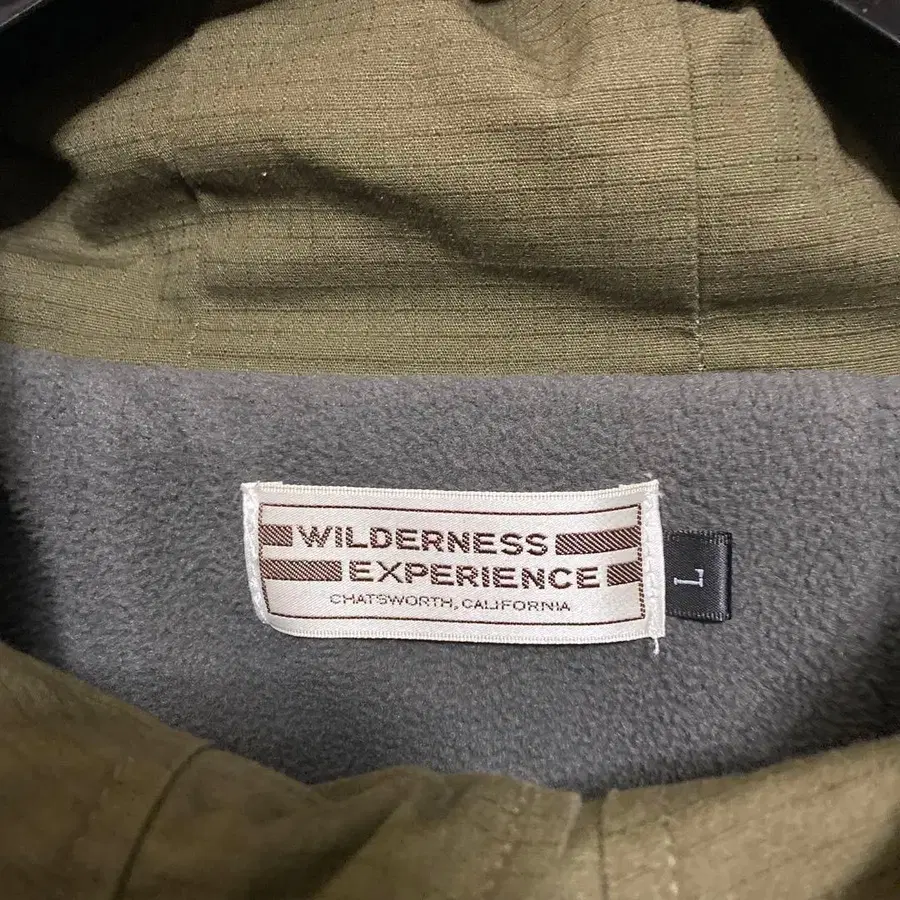 WILDERNESS
EXPERIENCE
CHATSWORTH, CALIFORNIA
L